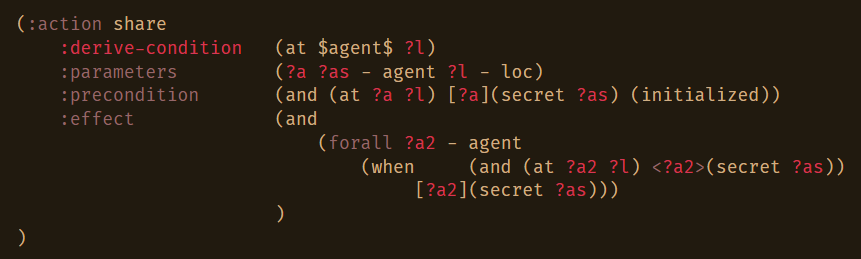 (:action share
    :derive-condition   (at $agent$ ?l)
    :parameters         (?a ?as - agent ?l - loc)
    :precondition       (and (at ?a ?l) [?a](secret ?as) (initialized))
    :effect             (and
                            (forall ?a2 - agent
                                (when     (and (at ?a2 ?l) <?a2>(secret ?as))
                                     [?a2](secret ?as)))
                        )
)